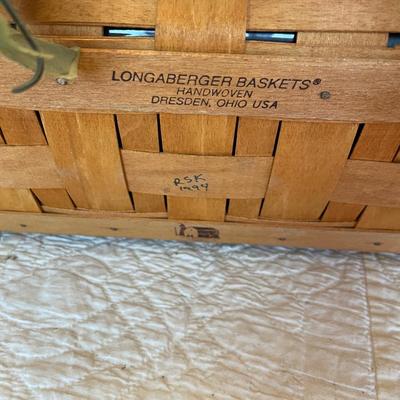 LONGABERGER BASKETS®
HANDWOVEN
DRESDEN, OHIO USA
RSK
1994